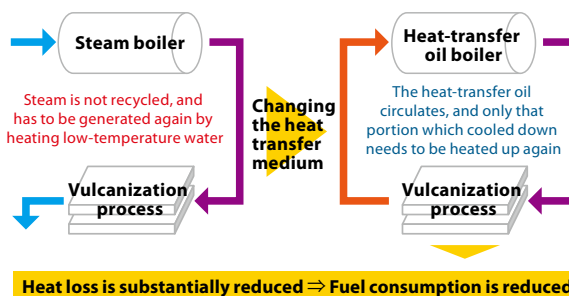 Steam boiler
Steam is not recycled, and
has to be generated again by
heating low-temperature water
Vulcanization
process
Changing
the heat
transfer
medium
Heat-transfer
oil boiler
The heat-transfer oil
circulates, and only that
portion which cooled down
needs to be heated up again
Vulcanization
process
Heat loss is substantially reduced ⇒ Fuel consumption is reduced